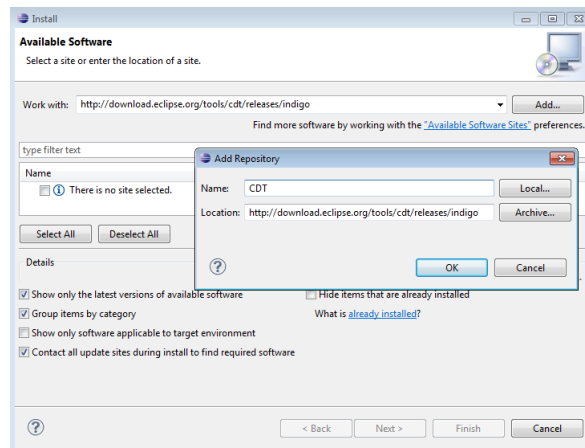 Install
Available Software
Select a site or enter the location of a site.
Work with: http://download.eclipse.org/tools/cdt/releases/indigo Add...
Find more software by working with the "Available Software Sites" preferences.
type filter text
Name
There is no site selected.
Select All Deselect All
Add Repository
Name: CDT Local...
Location: http://download.eclipse.org/tools/cdt/releases/indigo Archive...
OK Cancel
Details
Show only the latest versions of available software Hide items that are already installed
Group items by category What is already installed?
Show only software applicable to target environment
Contact all update sites during install to find required software
< Back Next > Finish Cancel